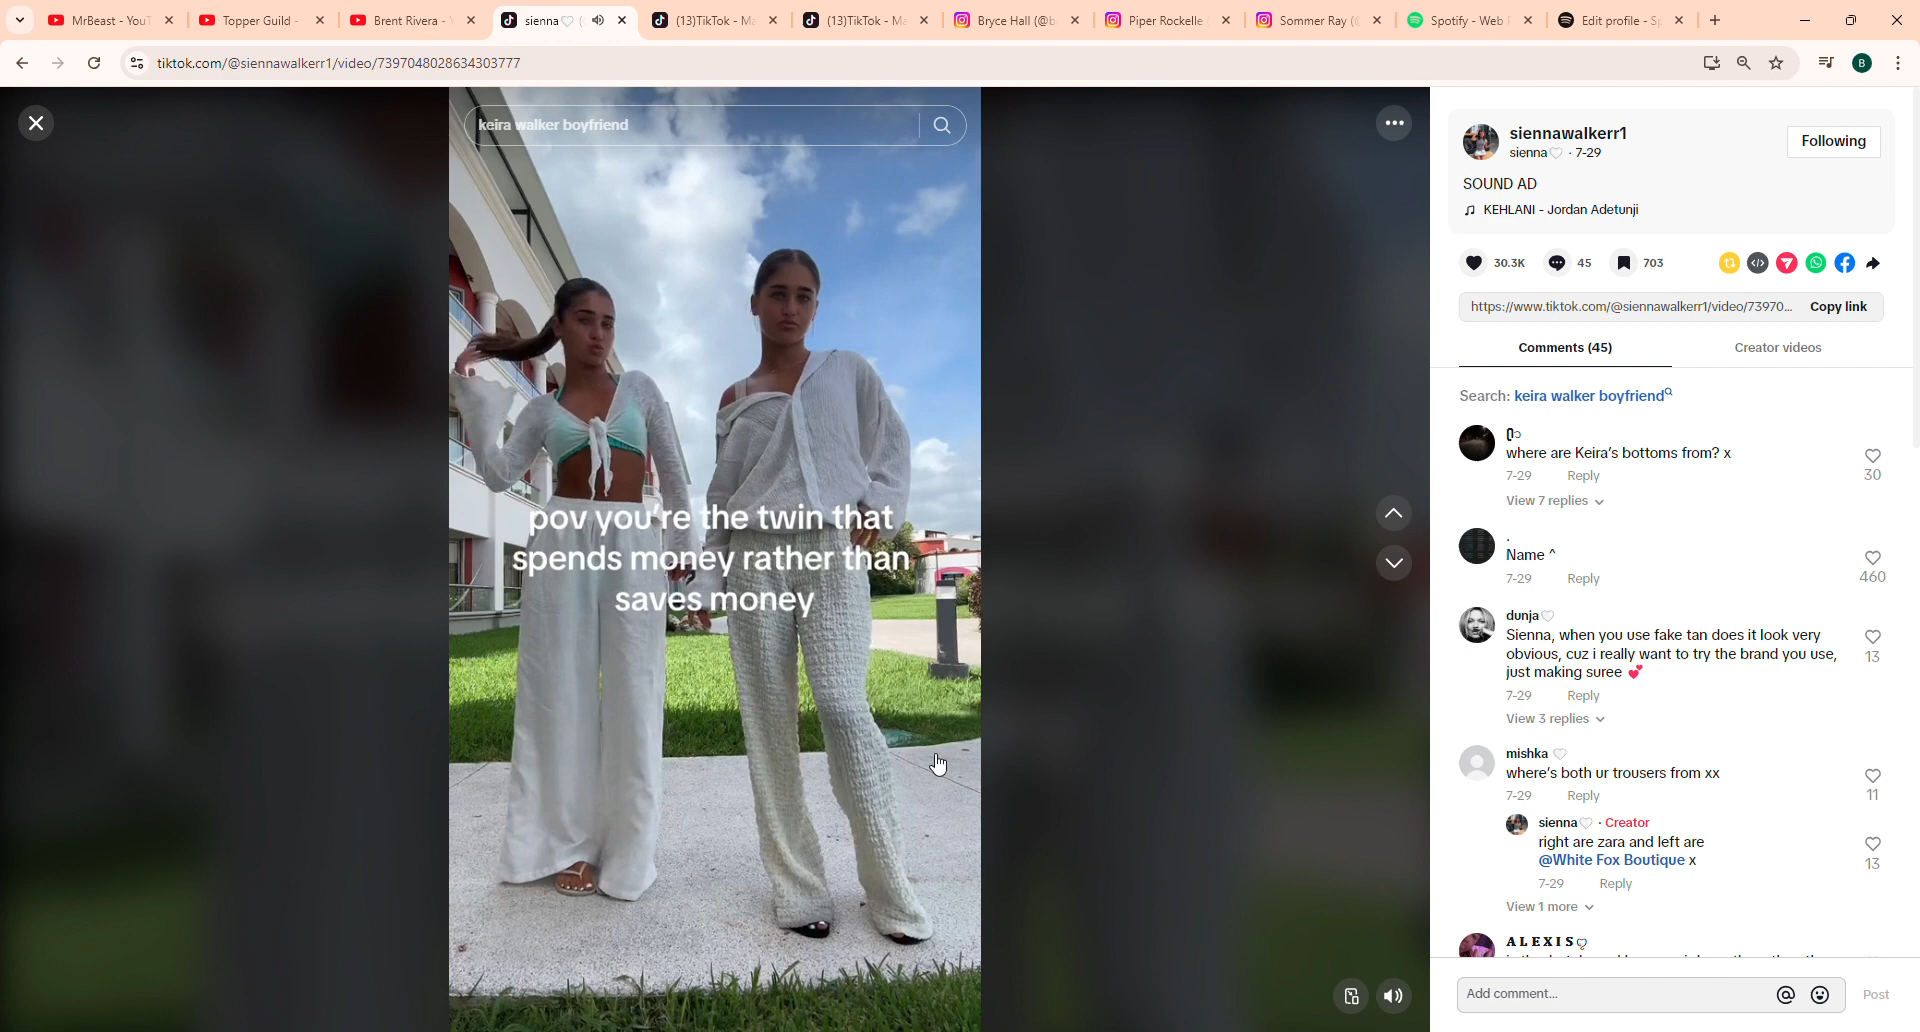 MrBeast - YouT
Topper Guild -
Brent Rivera -
sienna
(13)TikTok - Ma
(13)TikTok - Ma
Bryce Hall (@b
Piper Rockelle
Sommer Ray (
Spotify - Web
Edit profile - Sp
tiktok.com/@siennawalkerr1/video/7397048028634303777
B
keira walker boyfriend
pov you're the twin that
spends money rather than
saves money
siennawalkerr1
sienna♡ · 7-29
Following
SOUND AD
♫ KEHLANI - Jordan Adetunji
30.3K
45
703
https://www.tiktok.com/@siennawalkerr1/video/73970...
Copy link
Comments (45)
Creator videos
Search: keira walker boyfriend
where are Keira's bottoms from? x
7-29 Reply
30
View 7 replies
.
Name ^
7-29 Reply
460
dunja♡
Sienna, when you use fake tan does it look very
obvious, cuz i really want to try the brand you use,
just making suree 💕
7-29 Reply
13
View 3 replies
mishka ♡
where's both ur trousers from xx
7-29 Reply
11
sienna♡ · Creator
right are zara and left are
@White Fox Boutique x
7-29 Reply
13
View 1 more
ALEXIS
Add comment...
Post